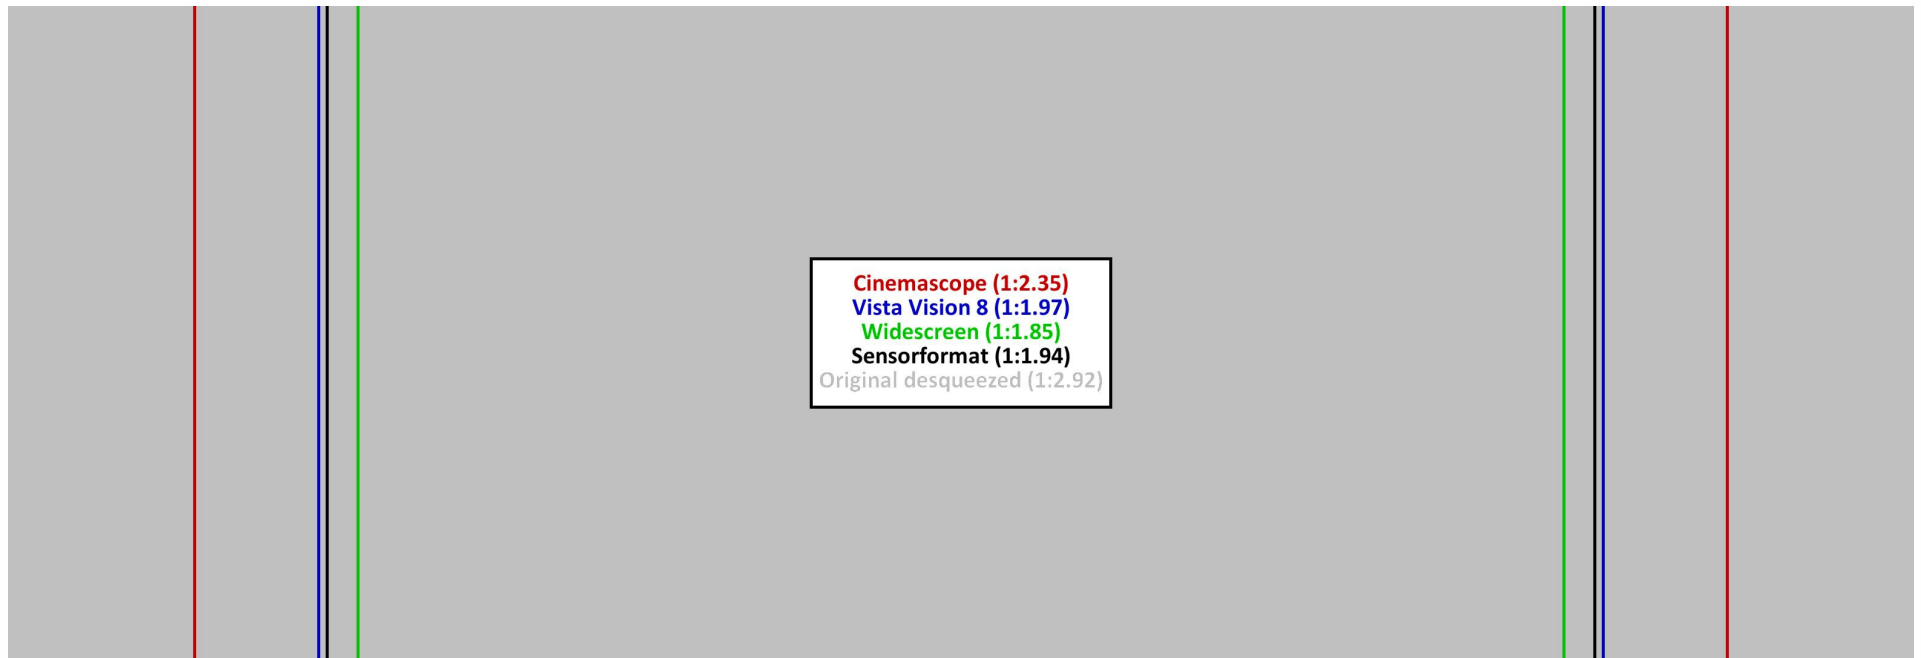 Cinemascope (1:2.35)
Vista Vision 8 (1:1.97)
Widescreen (1:1.85)
Sensorformat (1:1.94)
Original desqueezed (1:2.92)